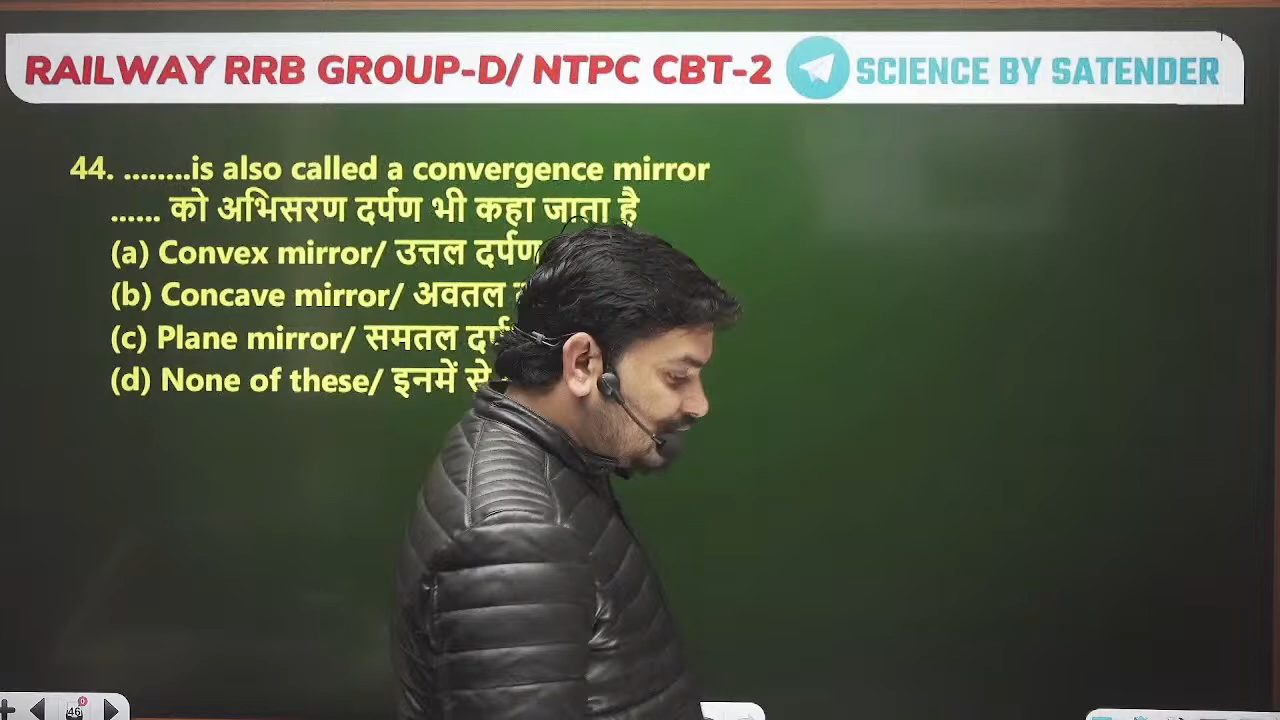 RAILWAY RRB GROUP-D/ NTPC CBT-2 SCIENCE BY SATENDER
44. ........is also called a convergence mirror
...... को अभिसरण दर्पण भी कहा जाता है
(a) Convex mirror/ उत्तल दर्पण
(b) Concave mirror/ अवतल
(c) Plane mirror/ समतल
(d) None of these/ इनमें से
46